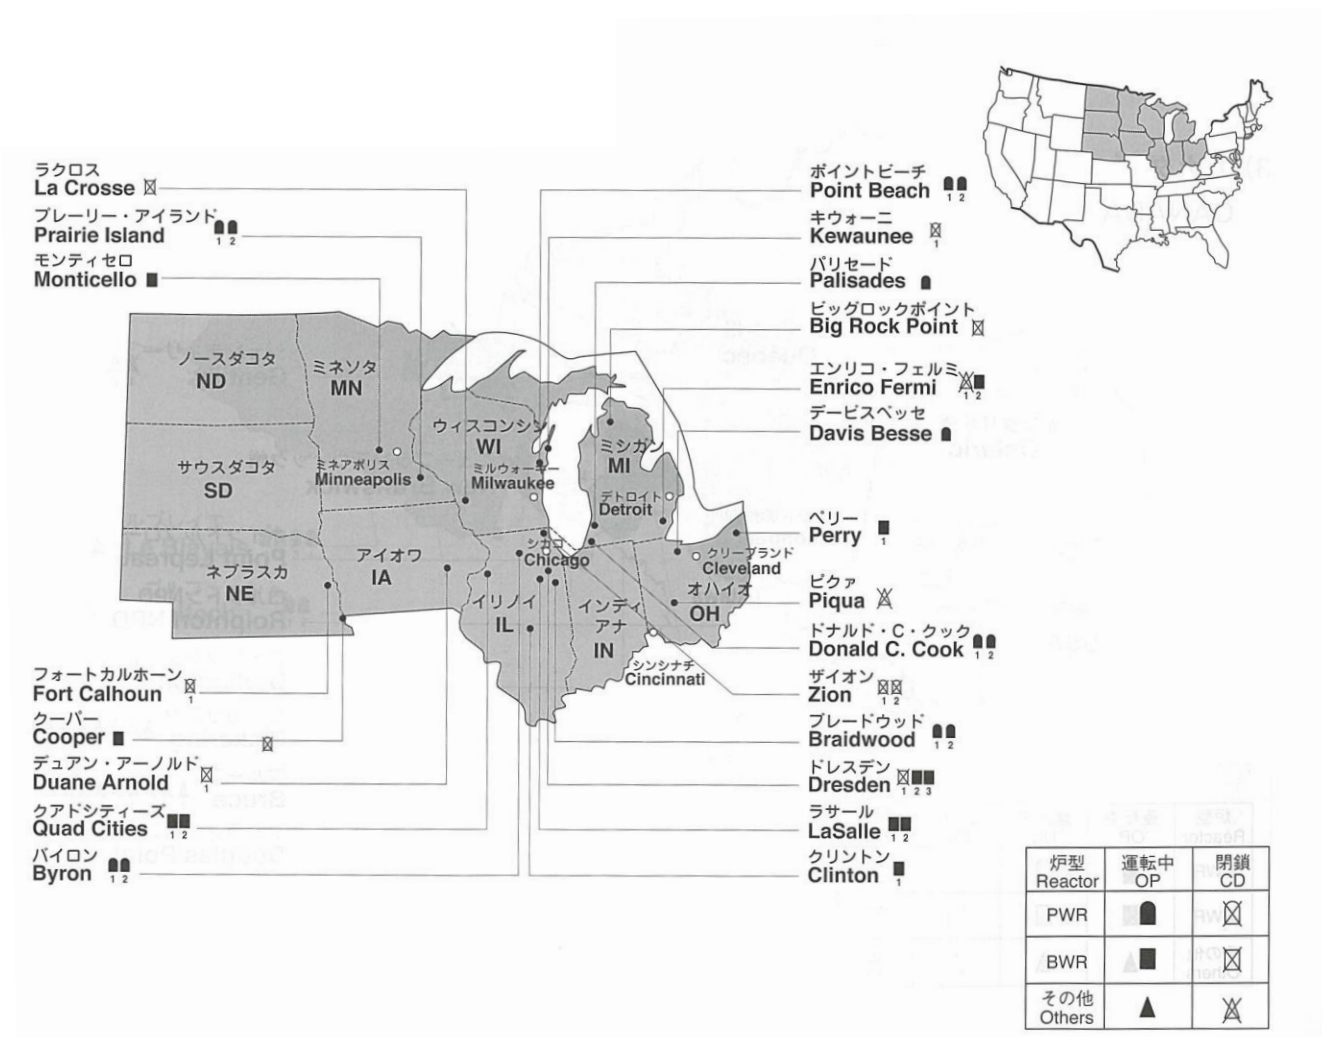 ラクロス
La Crosse
プレーリー・アイランド
Prairie Island
1 2
モンティセロ
Monticello
ポイントビーチ
Point Beach
1 2
キウォーニ
Kewaunee
1
パリセード
Palisades
ビッグロックポイント
Big Rock Point
エンリコ・フェルミ
Enrico Fermi
1 2
デービスベッセ
Davis Besse
ペリー
Perry
1
ピクァ
Piqua
ドナルド・C・クック
Donald C. Cook
1 2
ザイオン
Zion
1 2
ブレードウッド
Braidwood
1 2
ドレスデン
Dresden
1 2 3
ラサール
LaSalle
1 2
クリントン
Clinton
1
ノースダコタ
ND
ミネソタ
MN
サウスダコタ
SD
ミネアポリス
Minneapolis
ウィスコンシン
WI
ミルウォーキー
Milwaukee
ミシガン
MI
デトロイト
Detroit
ネブラスカ
NE
アイオワ
IA
シカゴ
Chicago
イリノイ
IL
インディ
アナ
IN
クリーブランド
Cleveland
オハイオ
OH
シンシナチ
Cincinnati
フォートカルホーン
Fort Calhoun
1
クーパー
Cooper
デュアン・アーノルド
Duane Arnold
1
クアドシティーズ
Quad Cities
1 2
バイロン
Byron
1 2
炉型 運転中 閉鎖
Reactor OP CD
PWR
BWR
その他
Others